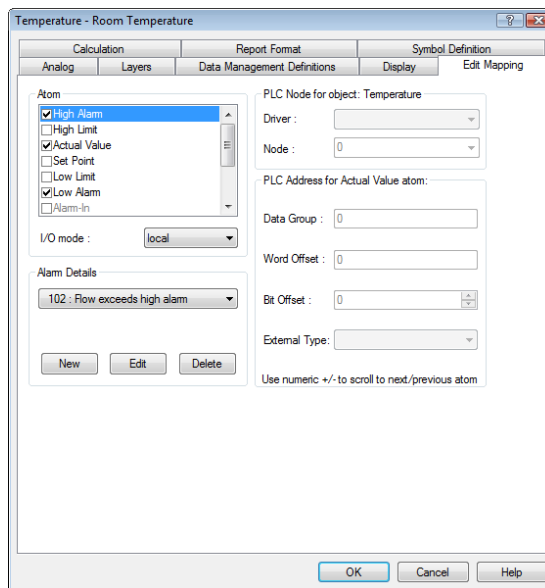 Temperature - Room Temperature
Calculation
Report Format
Symbol Definition
Analog
Layers
Data Management Definitions
Display
Edit Mapping
Atom
High Alarm
High Limit
Actual Value
Set Point
Low Limit
Low Alarm
Alarm-In
I/O mode :
local
Alarm Details
102 : Flow exceeds high alarm
New
Edit
Delete
PLC Node for object: Temperature
Driver :
Node :
0
PLC Address for Actual Value atom:
Data Group :
0
Word Offset :
0
Bit Offset :
0
External Type:
Use numeric +/- to scroll to next/previous atom
OK
Cancel
Help